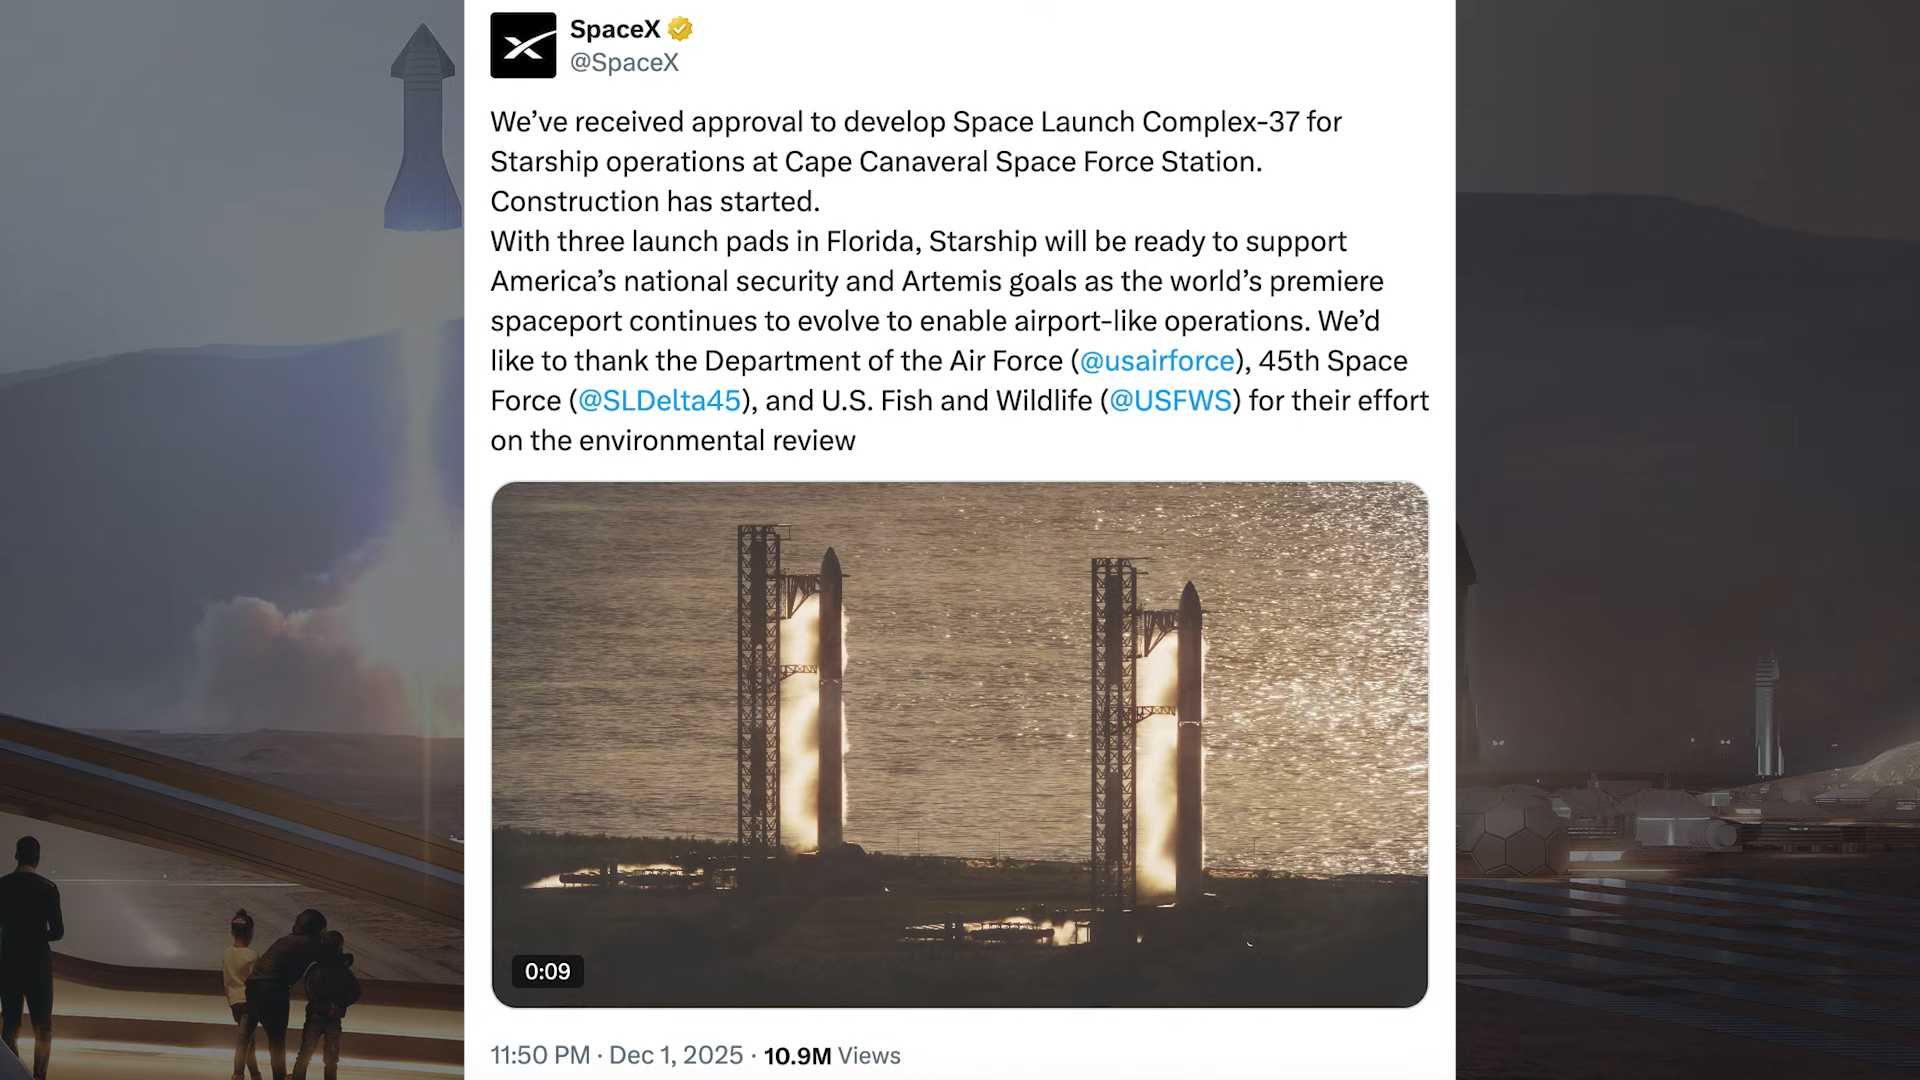 SpaceX
@SpaceX
We’ve received approval to develop Space Launch Complex-37 for
Starship operations at Cape Canaveral Space Force Station.
Construction has started.
With three launch pads in Florida, Starship will be ready to support
America’s national security and Artemis goals as the world’s premiere
spaceport continues to evolve to enable airport-like operations. We’d
like to thank the Department of the Air Force (@usairforce), 45th Space
Force (@SLDelta45), and U.S. Fish and Wildlife (@USFWS) for their effort
on the environmental review
0:09
11:50 PM · Dec 1, 2025 · 10.9M Views